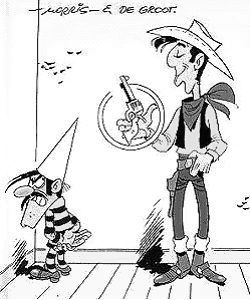 -MORRIS- & DE GROOT.